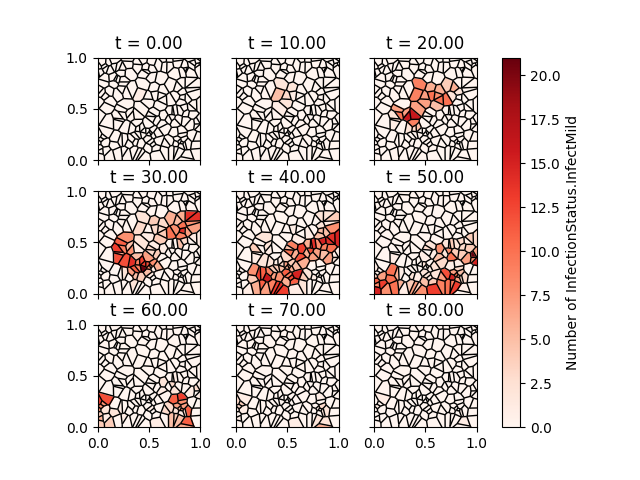 t = 0.00
t = 10.00
t = 20.00
1.0
0.5
0.0
t = 30.00
t = 40.00
t = 50.00
1.0
0.5
0.0
t = 60.00
t = 70.00
t = 80.00
1.0
0.5
0.0
0.0 0.5 1.0
0.0 0.5 1.0
0.0 0.5 1.0
20.0
17.5
15.0
12.5
10.0
7.5
5.0
2.5
0.0
Number of InfectionStatus.InfectMild